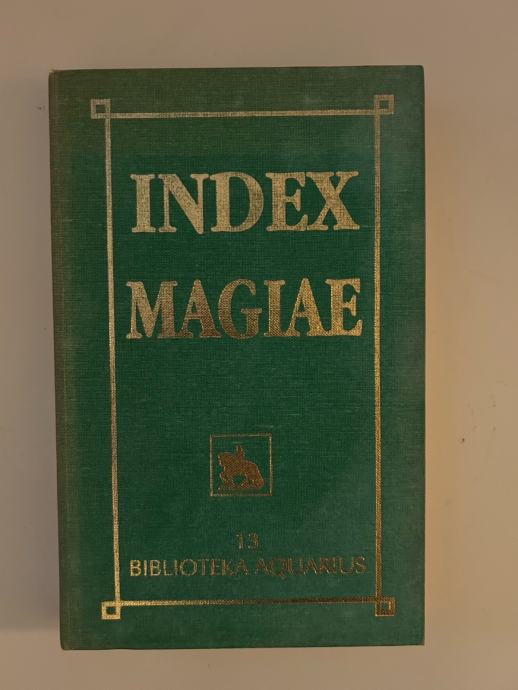 INDEX
MAGIAE
13
BIBLIOTEKA AQUARIUS